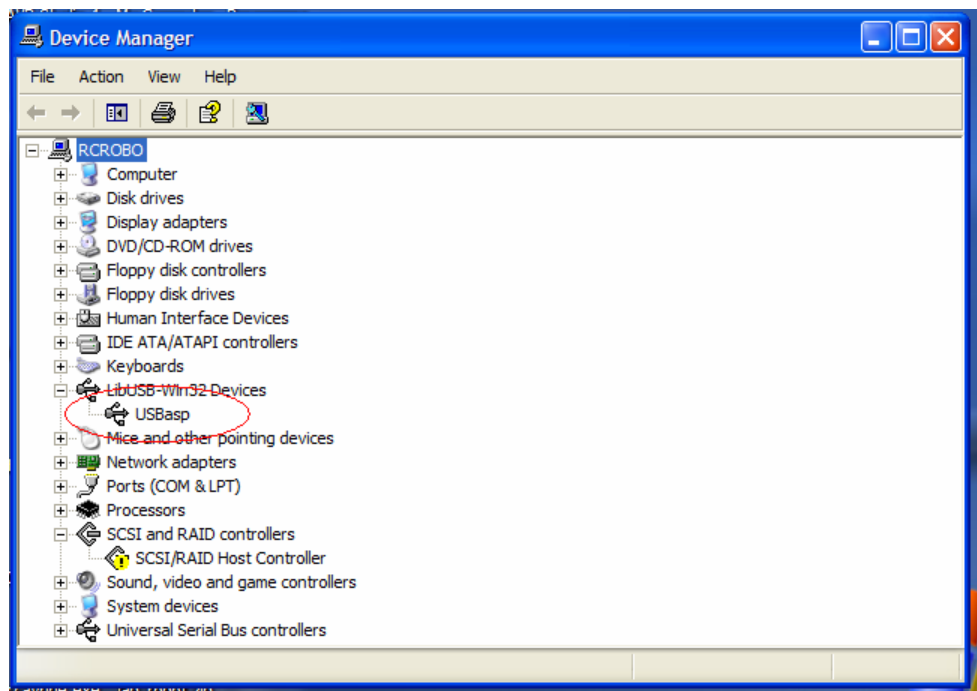 Device Manager
File Action View Help
RCROBO
Computer
Disk drives
Display adapters
DVD/CD-ROM drives
Floppy disk controllers
Floppy disk drives
Human Interface Devices
IDE ATA/ATAPI controllers
Keyboards
LibUSB-Win32 Devices
USBasp
Mice and other pointing devices
Network adapters
Ports (COM & LPT)
Processors
SCSI and RAID controllers
SCSI/RAID Host Controller
Sound, video and game controllers
System devices
Universal Serial Bus controllers